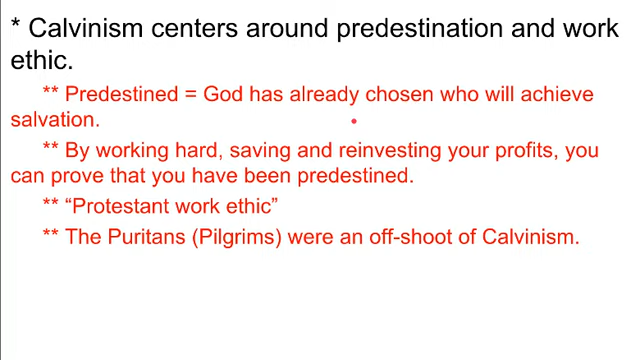 * Calvinism centers around predestination and work
ethic.
** Predestined = God has already chosen who will achieve
salvation.
** By working hard, saving and reinvesting your profits, you
can prove that you have been predestined.
** “Protestant work ethic”
** The Puritans (Pilgrims) were an off-shoot of Calvinism.